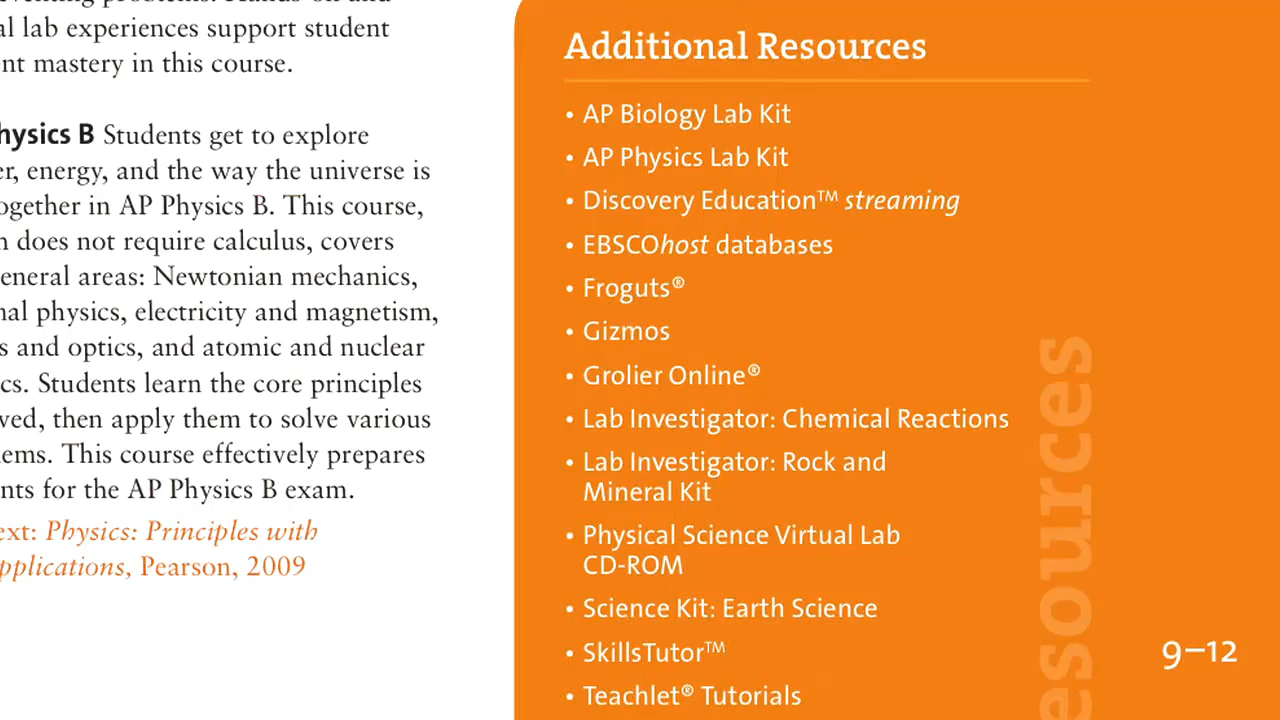 al lab experiences support student
nt mastery in this course.
hysics B Students get to explore
er, energy, and the way the universe is
ogether in AP Physics B. This course,
h does not require calculus, covers
eneral areas: Newtonian mechanics,
nal physics, electricity and magnetism,
s and optics, and atomic and nuclear
cs. Students learn the core principles
ved, then apply them to solve various
lems. This course effectively prepares
nts for the AP Physics B exam.
ext: Physics: Principles with
pplications, Pearson, 2009
Additional Resources
• AP Biology Lab Kit
• AP Physics Lab Kit
• Discovery Education™ streaming
• EBSCOhost databases
• Froguts®
• Gizmos
• Grolier Online®
• Lab Investigator: Chemical Reactions
• Lab Investigator: Rock and
Mineral Kit
• Physical Science Virtual Lab
CD-ROM
• Science Kit: Earth Science
• SkillsTutor™
• Teachlet® Tutorials
esources
9–12